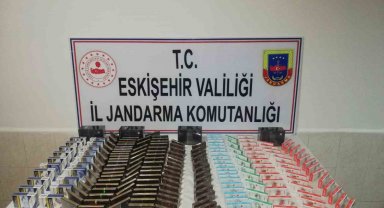 T.C.
ESKİŞEHİR VALİLİĞİ
İL JANDARMA KOMUTANLIĞI